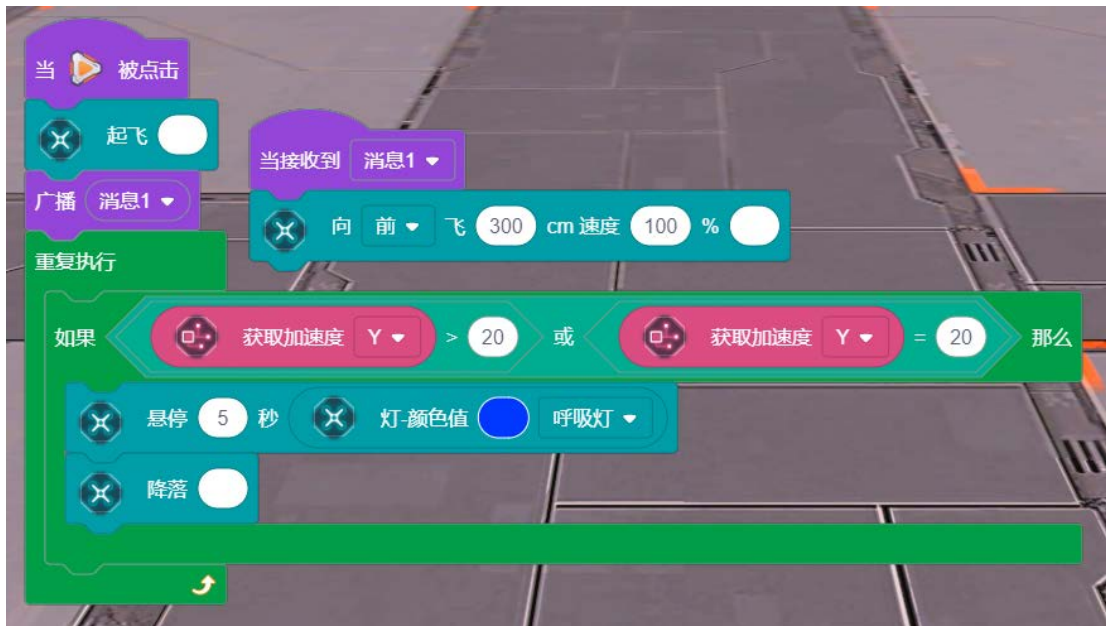 当 被点击
起飞
广播 消息1
当接收到 消息1
向 前 飞 300 cm 速度 100 %
重复执行
如果 获取加速度 Y > 20 或 获取加速度 Y = 20 那么
悬停 5 秒 灯-颜色值 呼吸灯
降落